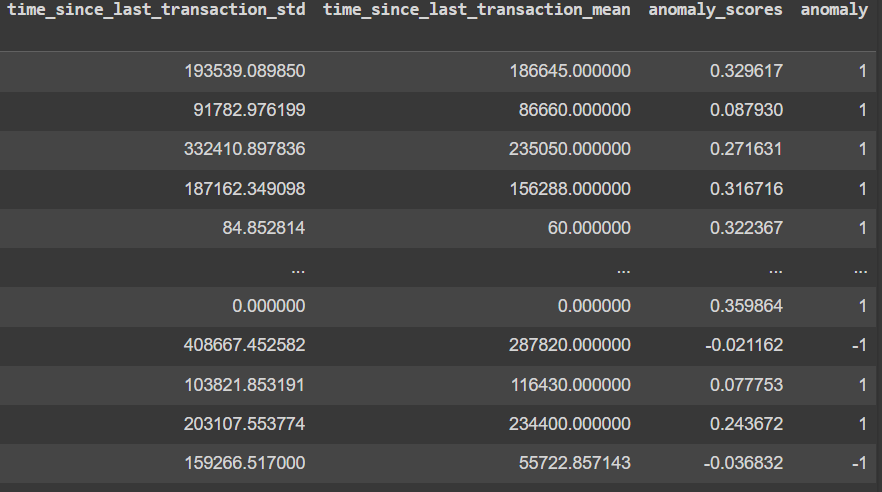 time_since_last_transaction_std time_since_last_transaction_mean anomaly_scores anomaly
193539.089850 186645.000000 0.329617 1
91782.976199 86660.000000 0.087930 1
332410.897836 235050.000000 0.271631 1
187162.349098 156288.000000 0.316716 1
84.852814 60.000000 0.322367 1
... ... ... ...
0.000000 0.000000 0.359864 1
408667.452582 287820.000000 -0.021162 -1
103821.853191 116430.000000 0.077753 1
203107.553774 234400.000000 0.243672 1
159266.517000 55722.857143 -0.036832 -1